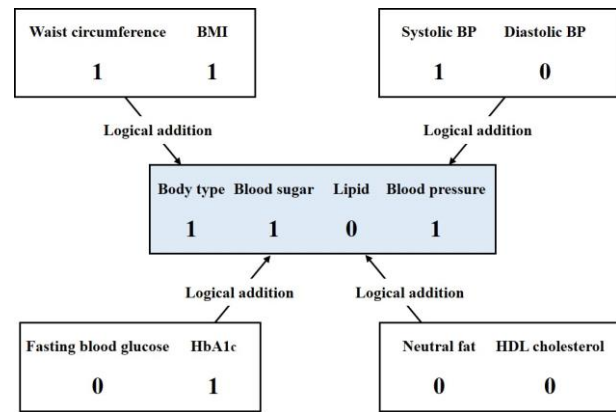 Waist circumference BMI
1 1
Systolic BP Diastolic BP
1 0
Logical addition
Logical addition
Body type Blood sugar Lipid Blood pressure
1 1 0 1
Logical addition
Logical addition
Fasting blood glucose HbA1c
0 1
Neutral fat HDL cholesterol
0 0